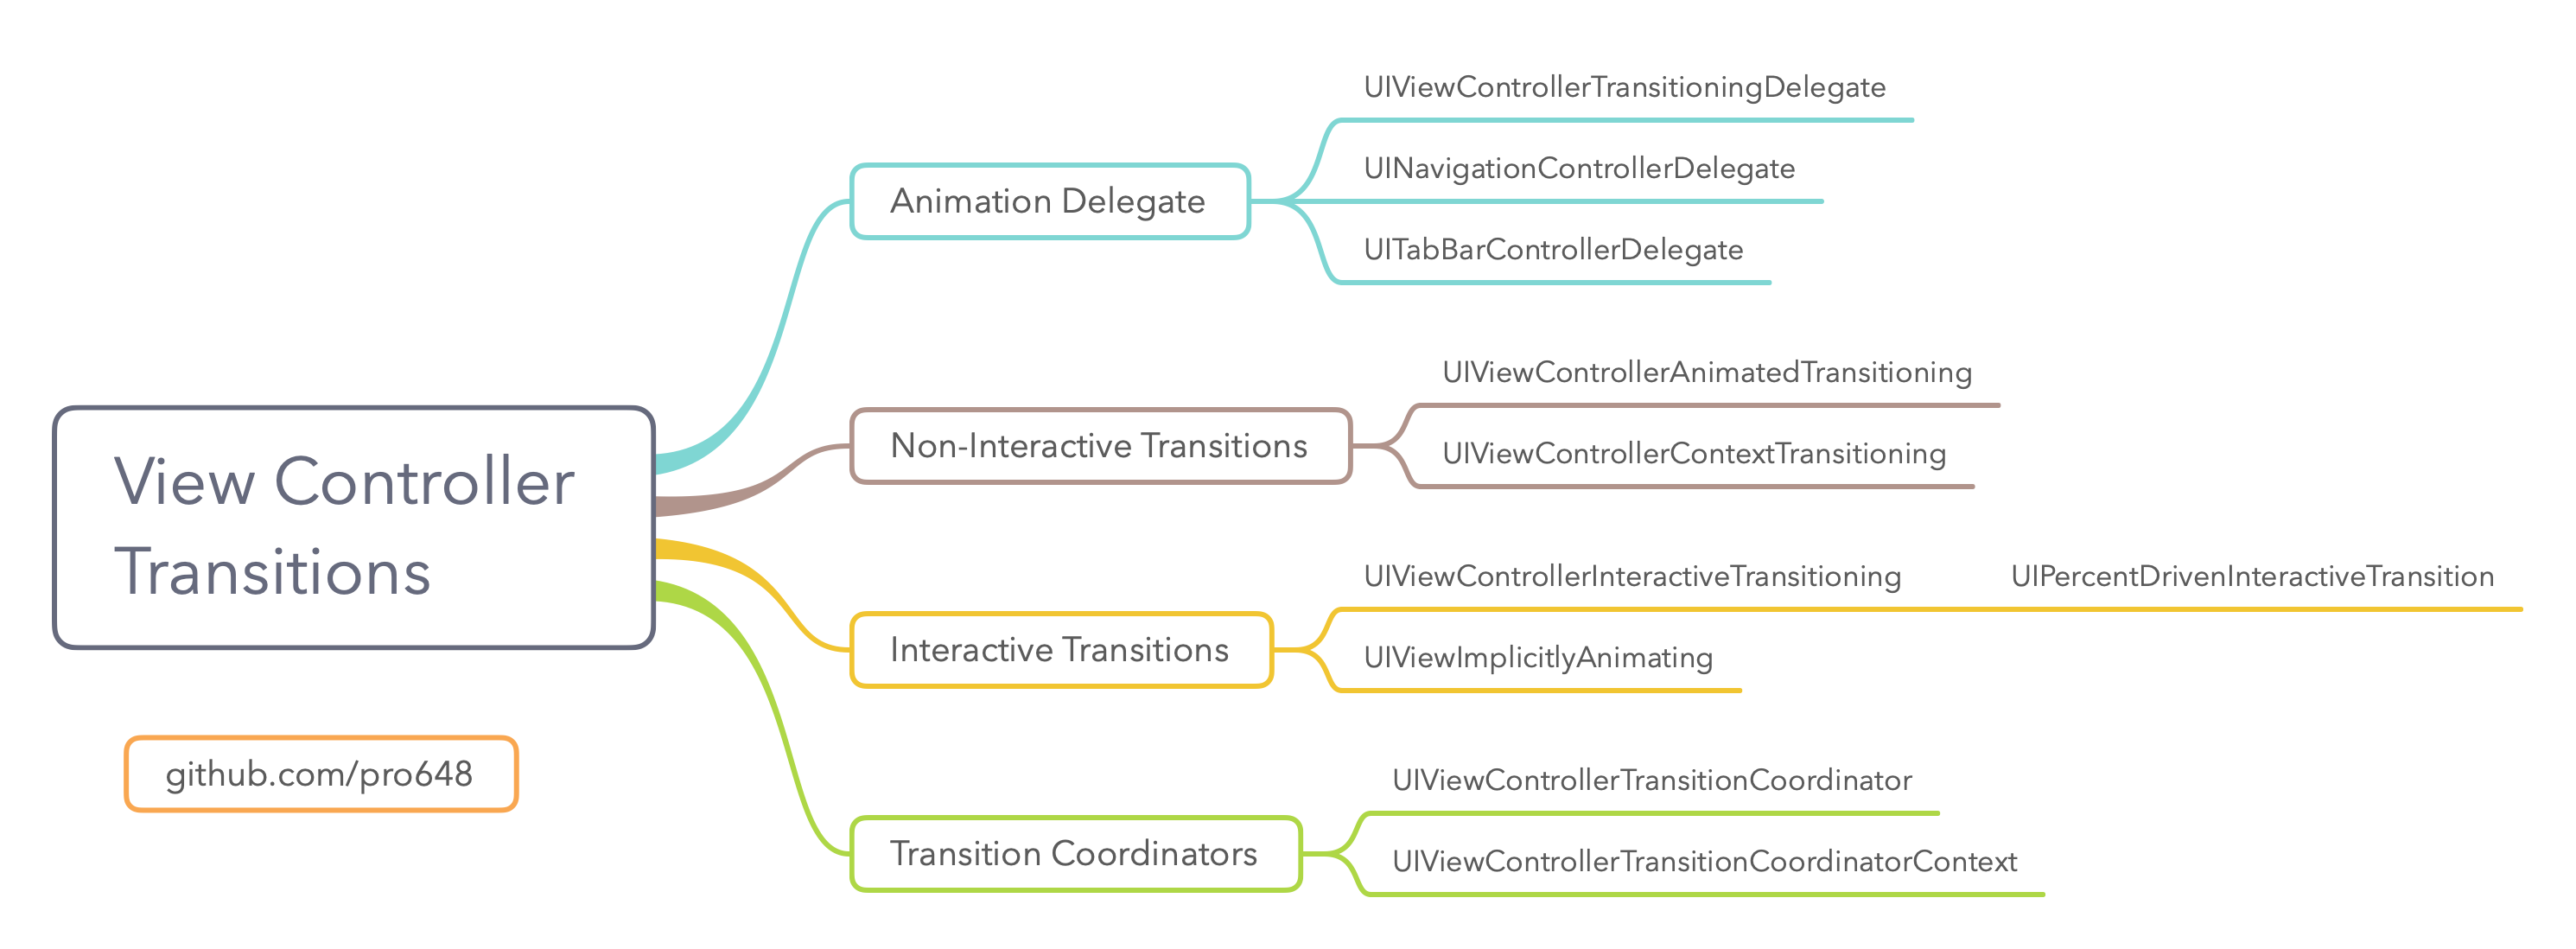 View Controller
Transitions
github.com/pro648
Animation Delegate
UIViewControllerTransitioningDelegate
UINavigationControllerDelegate
UITabBarControllerDelegate
Non-Interactive Transitions
UIViewControllerAnimatedTransitioning
UIViewControllerContextTransitioning
Interactive Transitions
UIViewControllerInteractiveTransitioning
UIPercentDrivenInteractiveTransition
UIViewImplicitlyAnimating
Transition Coordinators
UIViewControllerTransitionCoordinator
UIViewControllerTransitionCoordinatorContext